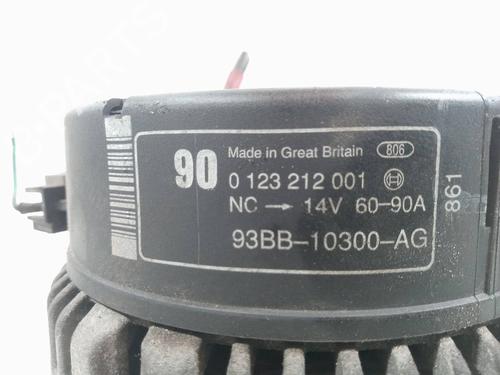 90 Made in Great Britain 806
0 123 212 001
NC → 14V 60-90A
93BB-10300-AG
861